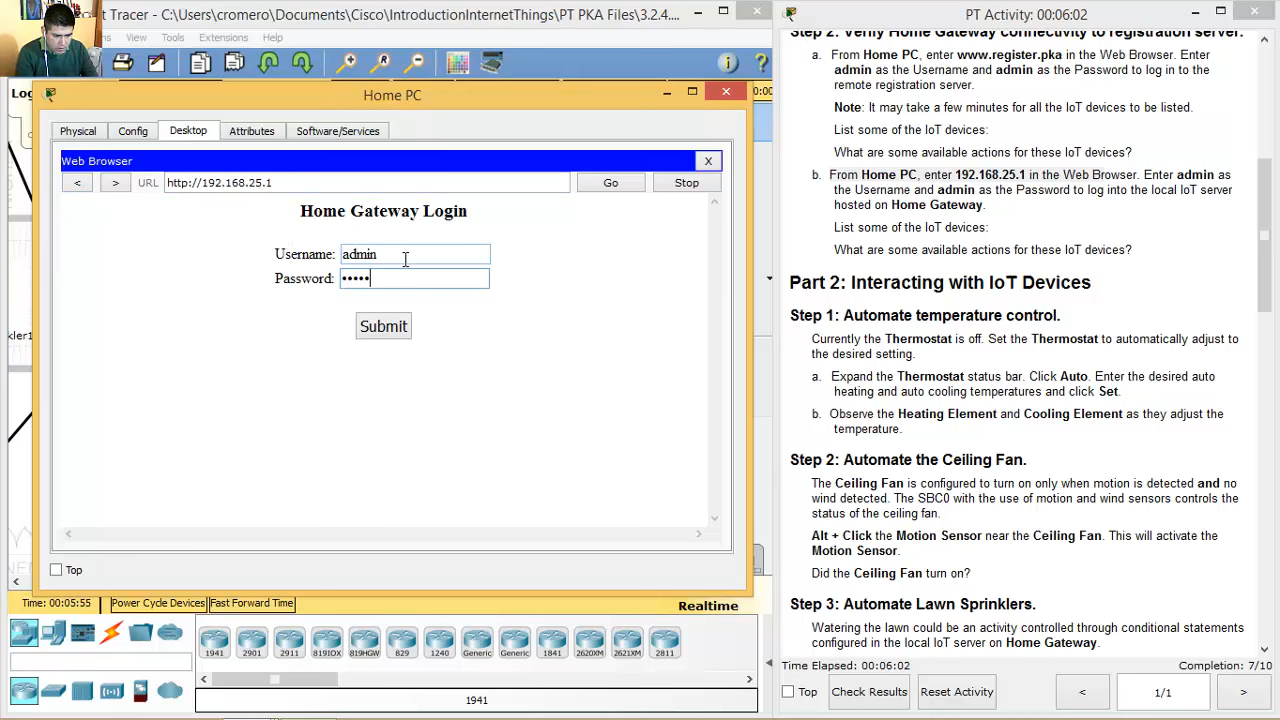 t Tracer - C:\Users\cromero\Documents\Cisco\IntroductionInternetThings\PT PKA Files\3.2.4....
ns View Tools Extensions Help
Home PC
Physical Config Desktop Attributes Software/Services
Web Browser X
< > URL http://192.168.25.1 Go Stop
Home Gateway Login
Username: admin
Password: •••••
Submit
Top
Time: 05:55 Power Cycle Devices Fast Forward Time Realtime
1941 2901 2911 819IOX 819HGW 829 1240 Generic Generic 1841 2620XM 2621XM 2811
1941
PT Activity: 00:06:02
Step 2: Verify Home Gateway connectivity to registration server.
a. From Home PC, enter www.register.pka in the Web Browser. Enter
admin as the Username and admin as the Password to log in to the
remote registration server.
Note: It may take a few minutes for all the IoT devices to be listed.
List some of the IoT devices:
What are some available actions for these IoT devices?
b. From Home PC, enter 192.168.25.1 in the Web Browser. Enter admin as
the Username and admin as the Password to log into the local IoT server
hosted on Home Gateway.
List some of the IoT devices:
What are some available actions for these IoT devices?
Part 2: Interacting with IoT Devices
Step 1: Automate temperature control.
Currently the Thermostat is off. Set the Thermostat to automatically adjust to
the desired setting.
a. Expand the Thermostat status bar. Click Auto. Enter the desired auto
heating and auto cooling temperatures and click Set.
b. Observe the Heating Element and Cooling Element as they adjust the
temperature.
Step 2: Automate the Ceiling Fan.
The Ceiling Fan is configured to turn on only when motion is detected and no
wind detected. The SBC0 with the use of motion and wind sensors controls the
status of the ceiling fan.
Alt + Click the Motion Sensor near the Ceiling Fan. This will activate the
Motion Sensor.
Did the Ceiling Fan turn on?
Step 3: Automate Lawn Sprinklers.
Watering the lawn could be an activity controlled through conditional statements
configured in the local IoT server on Home Gateway.
Time Elapsed: 00:06:02 Completion: 7/10
Top Check Results Reset Activity < 1/1 >